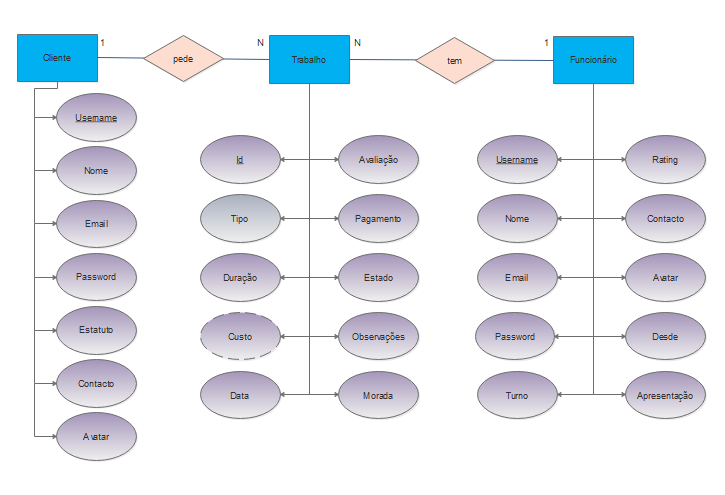 1 N N 1
Cliente pede Trabalho tem Funcionário
Username
Nome
Email
Password
Estatuto
Contacto
Avatar
Id Avaliação
Tipo Pagamento
Duração Estado
Custo Observações
Data Morada
Username Rating
Nome Contacto
Email Avatar
Password Desde
Turno Apresentação